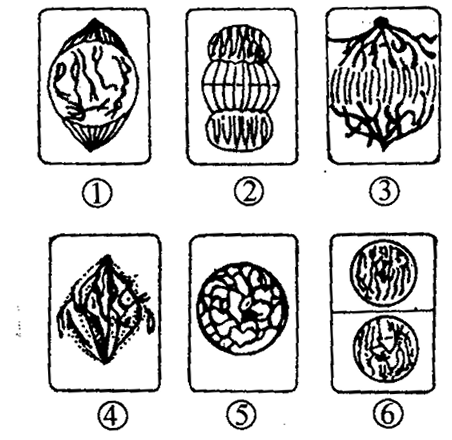 ① ② ③
④ ⑤ ⑥